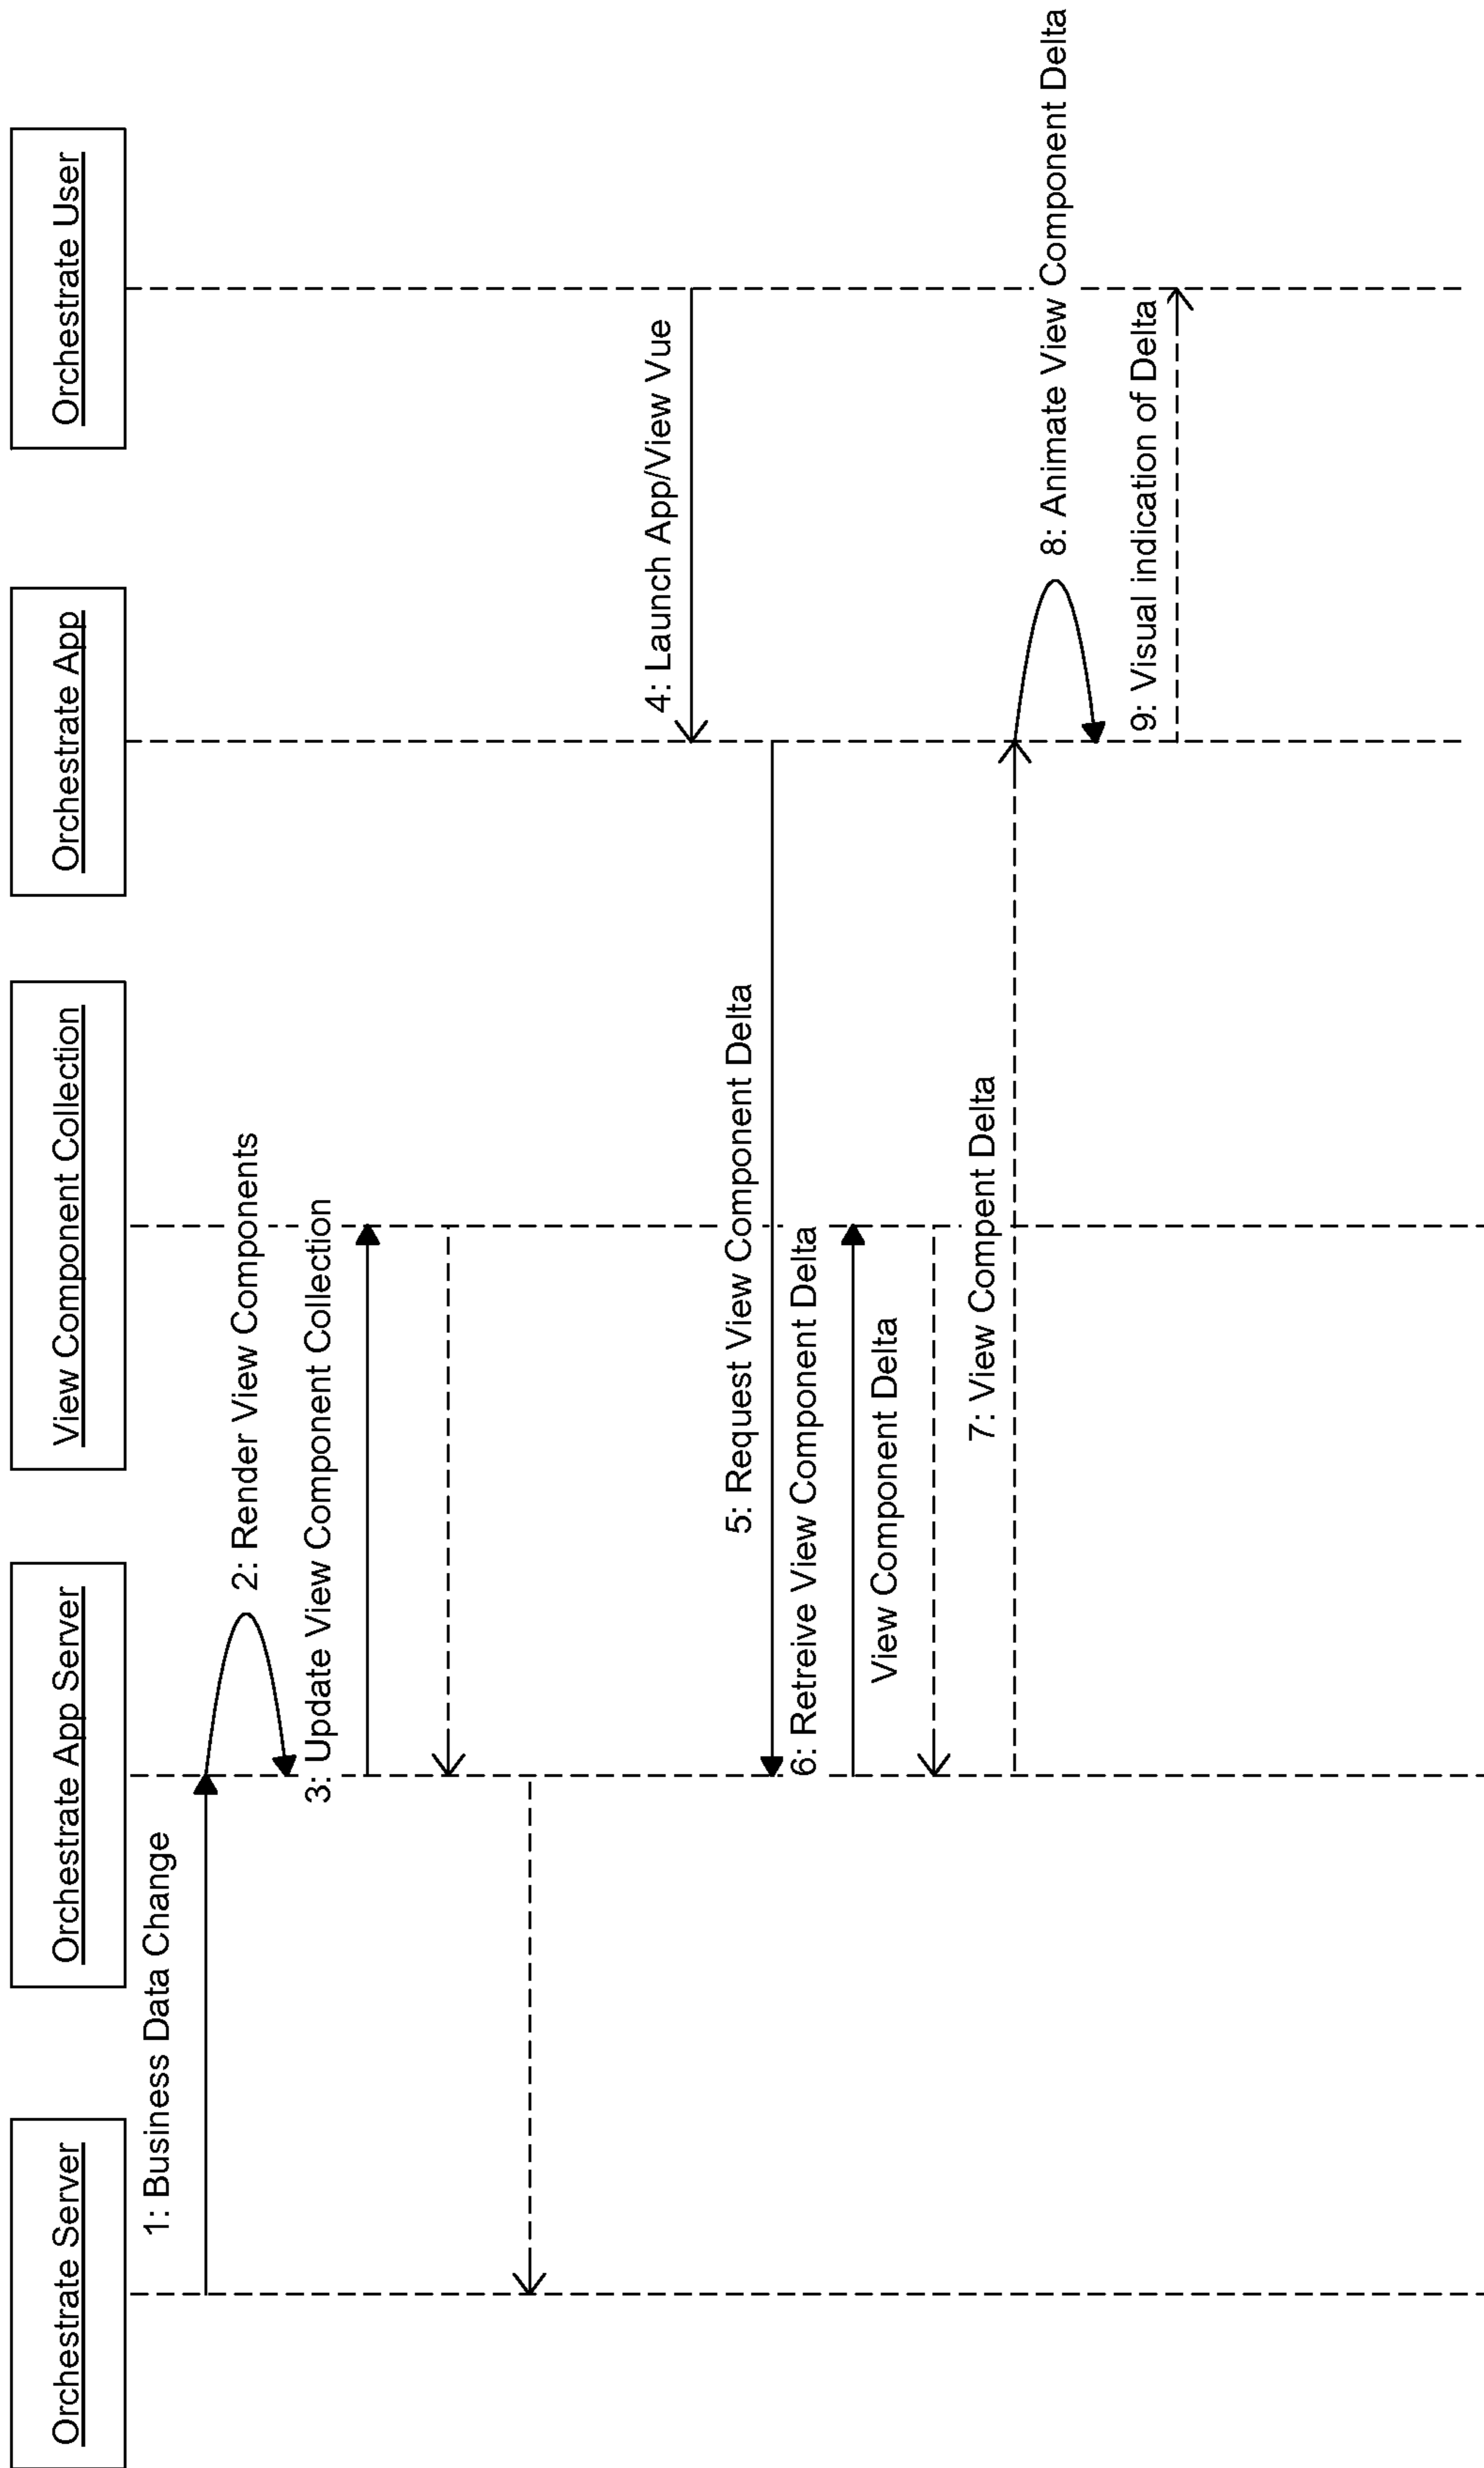 Orchestrate Server
Orchestrate App Server
View Component Collection
Orchestrate App
Orchestrate User
1: Business Data Change
2: Render View Components
3: Update View Component Collection
4: Launch App/View Vue
5: Request View Component Delta
6: Retreive View Component Delta
View Component Delta
7: View Compent Delta
8: Animate View Component Delta
9: Visual indication of Delta